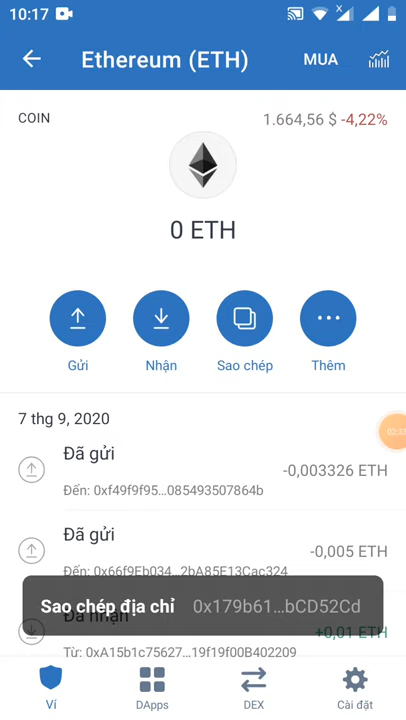 10:17
Ethereum (ETH)
MUA
COIN
1.664,56 $ -4,22%
0 ETH
Gửi
Nhận
Sao chép
Thêm
7 thg 9, 2020
Đã gửi
-0,003326 ETH
Đến: 0xf49f9f95...085493507864b
Đã gửi
-0,005 ETH
Đến: 0x66f9Eb034...2bA85E13Cac324
Sao chép địa chỉ 0x179b61...bCD52Cd
Đã nhận
+0,01 ETH
Từ: 0xA15b1c75627...19f19f00B402209
Ví
DApps
DEX
Cài đặt